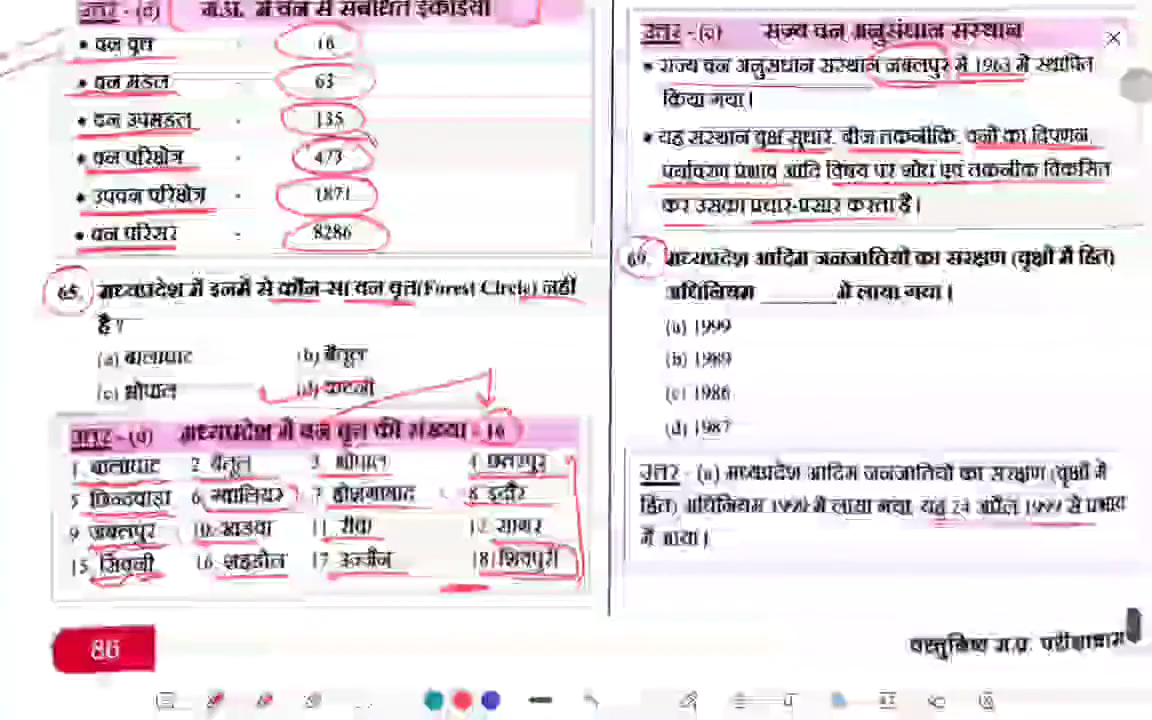 उत्तर - (d) म.प्र. में वन से संबंधित इकाइयाँ
• वन वृत्त - 16
• वन मंडल - 63
• वन उपमंडल - 135
• वन परिक्षेत्र - 473
• उपवन परिक्षेत्र - 1871
• वन परिसर - 8286
65. मध्यप्रदेश में इनमें से कौन-सा वन वृत्त(Forest Circle) नहीं
है?
(a) बालाघाट (b) बैतूल
(c) भोपाल (d)
उत्तर - (d) मध्यप्रदेश में वन वृत्त की संख्या - 16
1 बालाघाट 2 बैतूल 3 भोपाल 4 छतरपुर
5 छिन्दवाड़ा 6 ग्वालियर 7 होशंगाबाद 8 इंदौर
9 जबलपुर 10. खंडवा 11. रीवा 12 सागर
15 सिवनी 16 शहडोल 17 उज्जैन 18 शिवपुरी
86
उत्तर - (c) राज्य वन अनुसंधान संस्थान
• राज्य वन अनुसंधान संस्थान जबलपुर में 1963 में स्थापित
किया गया।
• यह संस्थान वृक्ष सुधार, बीज तकनीकि, वनों का विपणन,
पर्यावरण प्रभाव आदि विषय पर शोध एवं तकनीक विकसित
कर उसका प्रचार-प्रसार करता है।
69. मध्यप्रदेश आदिम जनजातियों का संरक्षण (वृक्षों में हित)
अधिनियम ________ में लाया गया।
(a) 1999
(b) 1989
(c) 1986
(d) 1987
उत्तर - (a) मध्यप्रदेश आदिम जनजातियों का संरक्षण (वृक्षों में
हित) अधिनियम 1999 में लाया गया, यह 23 अप्रैल 1999 से प्रभाव
में आया।
वस्तुनिष्ठ म.प्र. परीक्षाधाम